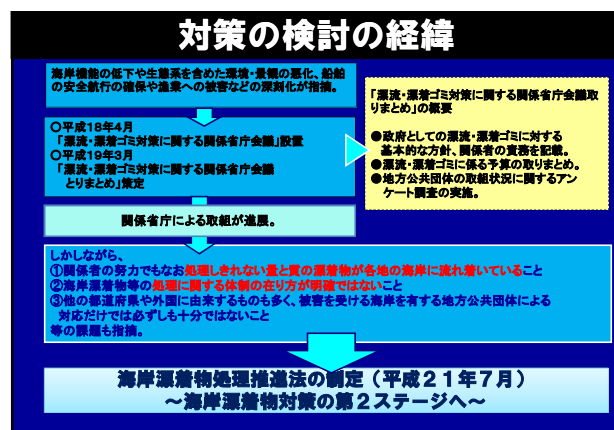 対策の検討の経緯
海岸機能の低下や生態系を含めた環境・景観の悪化、船舶
の安全航行の確保や漁業への被害などの深刻化が指摘。
○平成18年4月
「漂流・漂着ゴミ対策に関する関係省庁会議」設置
○平成19年3月
「漂流・漂着ゴミ対策に関する関係省庁会議
とりまとめ」策定
「漂流・漂着ゴミ対策に関する関係省庁会議取
りまとめ」の概要
●政府としての漂流・漂着ゴミに対する
基本的な方針、関係者の責務を記載。
●漂流・漂着ゴミに係る予算の取りまとめ。
●地方公共団体の取組状況に関するアン
ケート調査の実施。
関係省庁による取組が進展。
しかしながら、
①関係者の努力でもなお処理しきれない量と質の漂着物が各地の海岸に流れ着いていること
②海岸漂着物等の処理に関する体制の在り方が明確ではないこと
③他の都道府県や外国に由来するものも多く、被害を受ける海岸を有する地方公共団体による
対応だけでは必ずしも十分ではないこと
等の課題も指摘。
海岸漂着物処理推進法の制定（平成２１年７月）
～海岸漂着物対策の第２ステージへ～